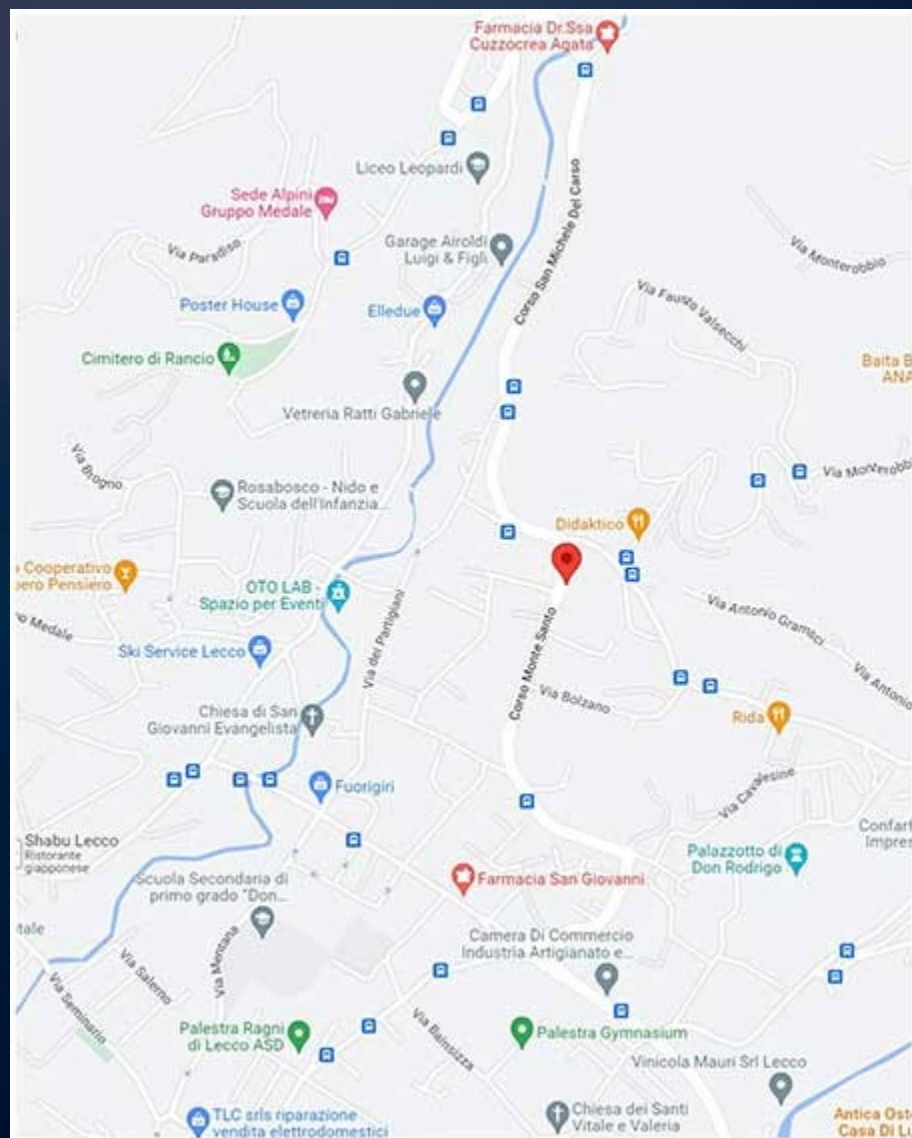 Farmacia Dr.Ssa
Cuzzocrea Agata
Liceo Leopardi
Sede Alpini
Gruppo Medale
Via Paradiso
Garage Airoldi
Luigi & Figli
Corso San Michele Del Carso
Via Monterobbio
Poster House
Elledue
Via Fausto Valsecchi
Cimitero di Rancio
Baita B
ANA
Vetreria Ratti Gabriele
Via Brogno
Via Monterobbi
Rosabosco - Nido e
Scuola dell'Infanzia...
Didaktico
Cooperativo
ero Pensiero
OTO LAB -
Spazio per Eventi
Via dei Partigiani
Corso Monte Santo
Via Antonio Gramsci
o Medale
Ski Service Lecco
Via Antonio
Via Bolzano
Chiesa di San
Giovanni Evangelista
Rida
Fuorigiri
Via Cavalesine
Shabu Lecco
Ristorante
giapponese
Confart
Impres
Palazzotto di
Don Rodrigo
Scuola Secondaria di
primo grado "Don...
Farmacia San Giovanni
tale
Via Mentana
Camera Di Commercio
Industria Artigianato e...
Via Salerno
Via Seminario
Palestra Ragni
di Lecco ASD
Via Bainsizza
Palestra Gymnasium
Vinicola Mauri Srl Lecco
TLC srls riparazione
vendita elettrodomestici
Chiesa dei Santi
Vitale e Valeria
Antica Ost
Casa Di Lu